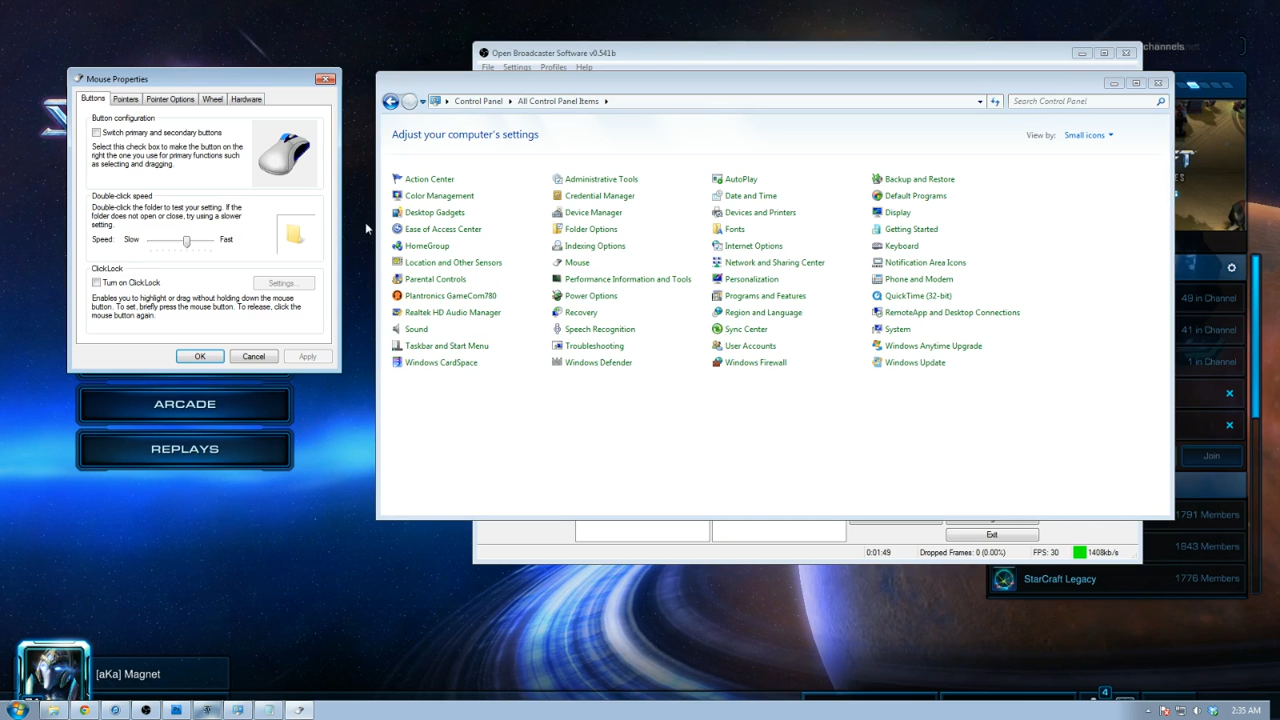 channels
Open Broadcaster Software v0.541b
File Settings Profiles Help
Mouse Properties
Buttons Pointers Pointer Options Wheel Hardware
Button configuration
Switch primary and secondary buttons
Select this check box to make the button on
the right the one you use for primary functions such
as selecting and dragging.
Double-click speed
Double-click the folder to test your setting. If the
folder does not open or close, try using a slower
setting.
Speed: Slow Fast
ClickLock
Turn on ClickLock
Settings...
Enables you to highlight or drag without holding down the mouse
button. To set, briefly press the mouse button. To release, click the
mouse button again.
OK Cancel Apply
Control Panel All Control Panel Items
Search Control Panel
Adjust your computer's settings
View by: Small icons
Action Center Administrative Tools AutoPlay Backup and Restore
Color Management Credential Manager Date and Time Default Programs
Desktop Gadgets Device Manager Devices and Printers Display
Ease of Access Center Folder Options Fonts Getting Started
HomeGroup Indexing Options Internet Options Keyboard
Location and Other Sensors Mouse Network and Sharing Center Notification Area Icons
Parental Controls Performance Information and Tools Personalization Phone and Modem
Plantronics GameCom780 Power Options Programs and Features QuickTime (32-bit)
Realtek HD Audio Manager Recovery Region and Language RemoteApp and Desktop Connections
Sound Speech Recognition Sync Center System
Taskbar and Start Menu Troubleshooting User Accounts Windows Anytime Upgrade
Windows CardSpace Windows Defender Windows Firewall Windows Update
49 in Channel
41 in Channel
1 in Channel
Join
1791 Members
1843 Members
StarCraft Legacy 1776 Members
ARCADE
REPLAYS
Exit
0:01:49 Dropped Frames: 0 (0.00%) FPS: 30 1408kb/s
[aKa] Magnet
4
2:35 AM